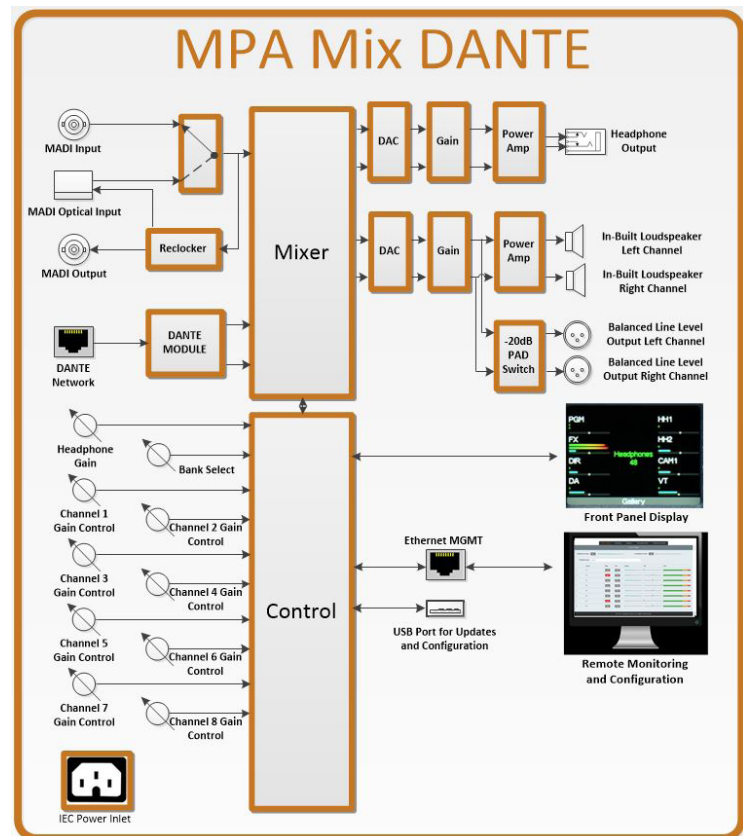 MPA Mix DANTE
MADI Input
MADI Optical Input
Reclocker
MADI Output
DANTE
MODULE
DANTE
Network
Mixer
DAC
Gain
Power
Amp
Headphone
Output
DAC
Gain
Power
Amp
In-Built Loudspeaker
Left Channel
In-Built Loudspeaker
Right Channel
-20dB
PAD
Switch
Balanced Line Level
Output Left Channel
Balanced Line Level
Output Right Channel
Headphone
Gain
Bank Select
Channel 1
Gain Control
Channel 2 Gain
Control
Channel 3
Gain Control
Channel 4 Gain
Control
Channel 5
Gain Control
Channel 6 Gain
Control
Channel 7
Gain Control
Channel 8 Gain
Control
Control
PGM
HH1
FX
HH2
Headphones
48
DIR
CAM1
DA
VT
Gallery
Front Panel Display
Ethernet MGMT
USB Port for Updates
and Configuration
Remote Monitoring
and Configuration
IEC Power Inlet